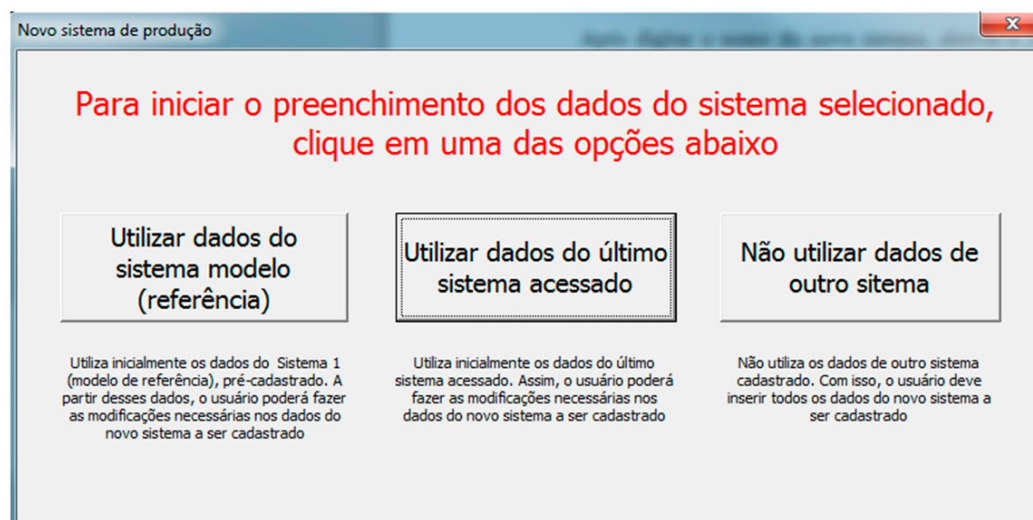 Novo sistema de produção
Para iniciar o preenchimento dos dados do sistema selecionado,
clique em uma das opções abaixo
Utilizar dados do
sistema modelo
(referência)
Utilizar dados do último
sistema acessado
Não utilizar dados de
outro sitema
Utiliza inicialmente os dados do Sistema 1
(modelo de referência), pré-cadastrado. A
partir desses dados, o usuário poderá fazer
as modificações necessárias nos dados do
novo sistema a ser cadastrado
Utiliza inicialmente os dados do último
sistema acessado. Assim, o usuário poderá
fazer as modificações necessárias nos
dados do novo sistema a ser cadastrado
Não utiliza os dados de outro sistema
cadastrado. Com isso, o usuário deve
inserir todos os dados do novo sistema a
ser cadastrado